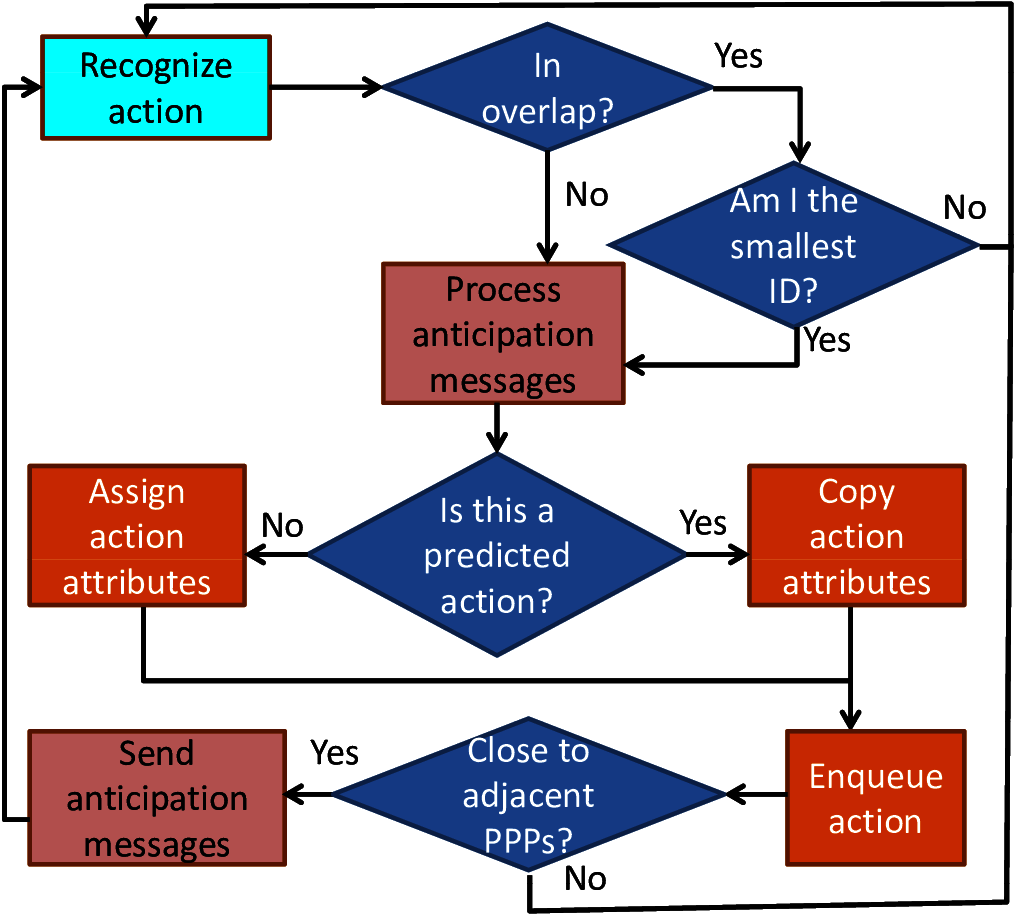 Recognize
action
In
overlap?
Yes
No
Am I the
smallest
ID?
No
Yes
Process
anticipation
messages
Assign
action
attributes
No
Is this a
predicted
action?
Yes
Copy
action
attributes
Send
anticipation
messages
Yes
Close to
adjacent
PPPs?
No
Enqueue
action